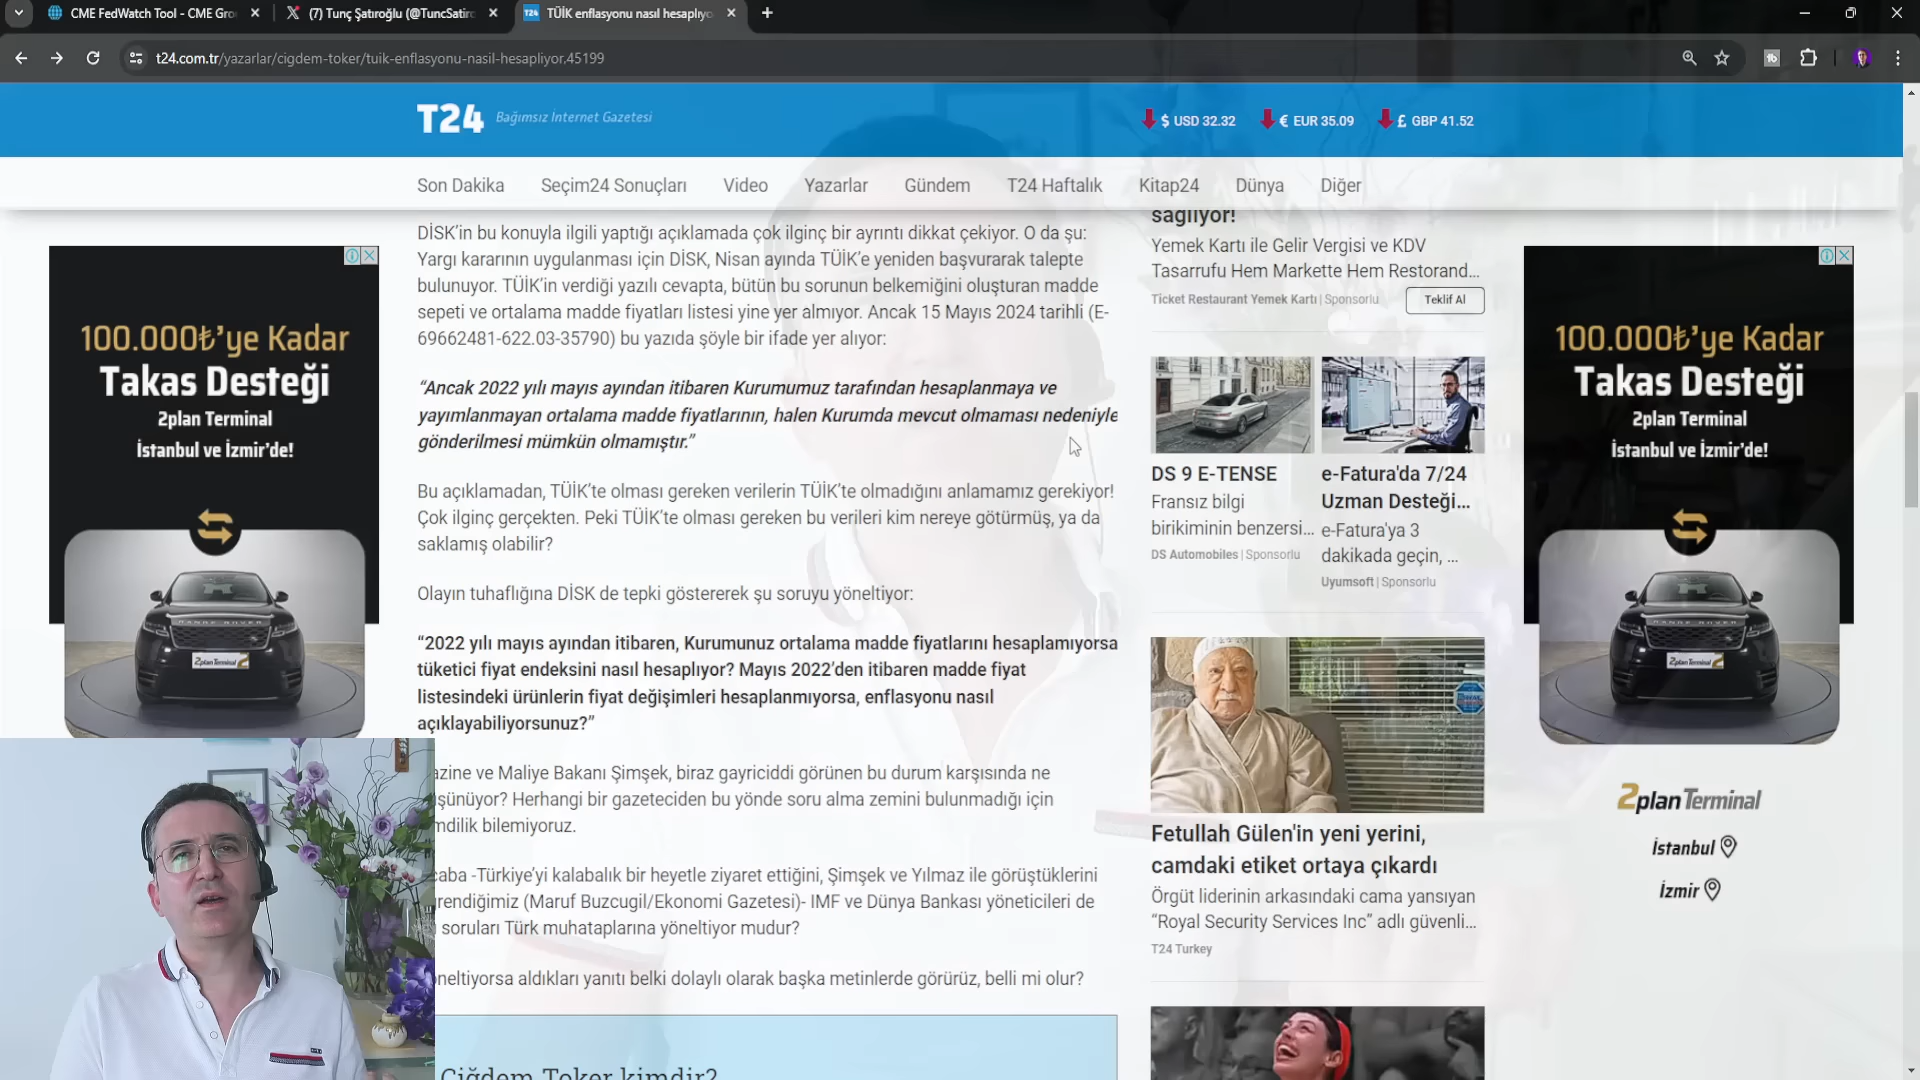 CME FedWatch Tool - CME Gro
(7) Tunç Şatıroğlu (@TuncSatir
TÜİK enflasyonu nasıl hesaplıyo
t24.com.tr/yazarlar/cigdem-toker/tuik-enflasyonu-nasil-hesapliyor,45199
T24 Bağımsız İnternet Gazetesi
$ USD 32.32 € EUR 35.09 £ GBP 41.52
Son Dakika Seçim24 Sonuçları Video Yazarlar Gündem T24 Haftalık Kitap24 Dünya Diğer
DİSK’in bu konuyla ilgili yaptığı açıklamada çok ilginç bir ayrıntı dikkat çekiyor. O da şu:
Yargı kararının uygulanması için DİSK, Nisan ayında TÜİK’e yeniden başvurarak talepte
bulunuyor. TÜİK’in verdiği yazılı cevapta, bütün bu sorunun belkemiğini oluşturan madde
sepeti ve ortalama madde fiyatları listesi yine yer almıyor. Ancak 15 Mayıs 2024 tarihli (E-
69662481-622.03-35790) bu yazıda şöyle bir ifade yer alıyor:
“Ancak 2022 yılı mayıs ayından itibaren Kurumumuz tarafından hesaplanmaya ve
yayımlanmayan ortalama madde fiyatlarının, halen Kurumda mevcut olmaması nedeniyle
gönderilmesi mümkün olmamıştır.”
Bu açıklamadan, TÜİK’te olması gereken verilerin TÜİK’te olmadığını anlamamız gerekiyor!
Çok ilginç gerçekten. Peki TÜİK’te olması gereken bu verileri kim nereye götürmüş, ya da
saklamış olabilir?
Olayın tuhaflığına DİSK de tepki göstererek şu soruyu yöneltiyor:
“2022 yılı mayıs ayından itibaren, Kurumunuz ortalama madde fiyatlarını hesaplamıyorsa
tüketici fiyat endeksini nasıl hesaplıyor? Mayıs 2022’den itibaren madde fiyat
listesindeki ürünlerin fiyat değişimleri hesaplanmıyorsa, enflasyonu nasıl
açıklayabiliyorsunuz?”
azine ve Maliye Bakanı Şimşek, biraz gayriciddi görünen bu durum karşısında ne
şünüyor? Herhangi bir gazeteciden bu yönde soru alma zemini bulunmadığı için
mdilik bilemiyoruz.
caba -Türkiye’yi kalabalık bir heyetle ziyaret ettiğini, Şimşek ve Yılmaz ile görüştüklerini
rendiğimiz (Maruf Buzcugil/Ekonomi Gazetesi)- IMF ve Dünya Bankası yöneticileri de
soruları Türk muhataplarına yöneltiyor mudur?
neltiyorsa aldıkları yanıtı belki dolaylı olarak başka metinlerde görürüz, belli mi olur?
Çiğdem Toker kimdir?
100.000₺’ye Kadar
Takas Desteği
2plan Terminal
İstanbul ve İzmir’de!
2plan Terminal 2
sağlıyor!
Yemek Kartı ile Gelir Vergisi ve KDV
Tasarrufu Hem Markette Hem Restorand...
Ticket Restaurant Yemek Kartı | Sponsorlu
Teklif Al
DS 9 E-TENSE
Fransız bilgi
birikiminin benzersi...
DS Automobiles | Sponsorlu
e-Fatura'da 7/24
Uzman Desteği...
e-Fatura'ya 3
dakikada geçin, ...
Uyumsoft | Sponsorlu
Fetullah Gülen'in yeni yerini,
camdaki etiket ortaya çıkardı
Örgüt liderinin arkasındaki cama yansıyan
“Royal Security Services Inc” adlı güvenli...
T24 Turkey
100.000₺’ye Kadar
Takas Desteği
2plan Terminal
İstanbul ve İzmir’de!
2plan Terminal 2
2plan Terminal
İstanbul
İzmir